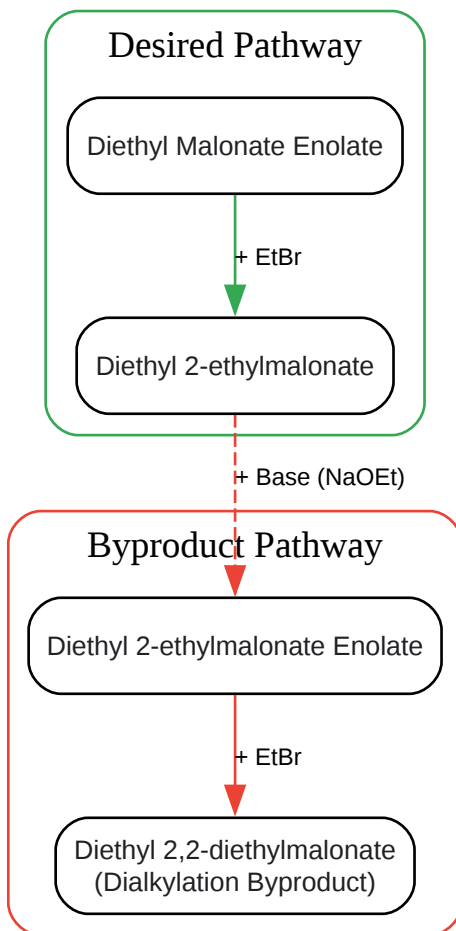 Desired Pathway
Diethyl Malonate Enolate
+ EtBr
Diethyl 2-ethylmalonate
+ Base (NaOEt)
Byproduct Pathway
Diethyl 2-ethylmalonate Enolate
+ EtBr
Diethyl 2,2-diethylmalonate
(Dialkylation Byproduct)